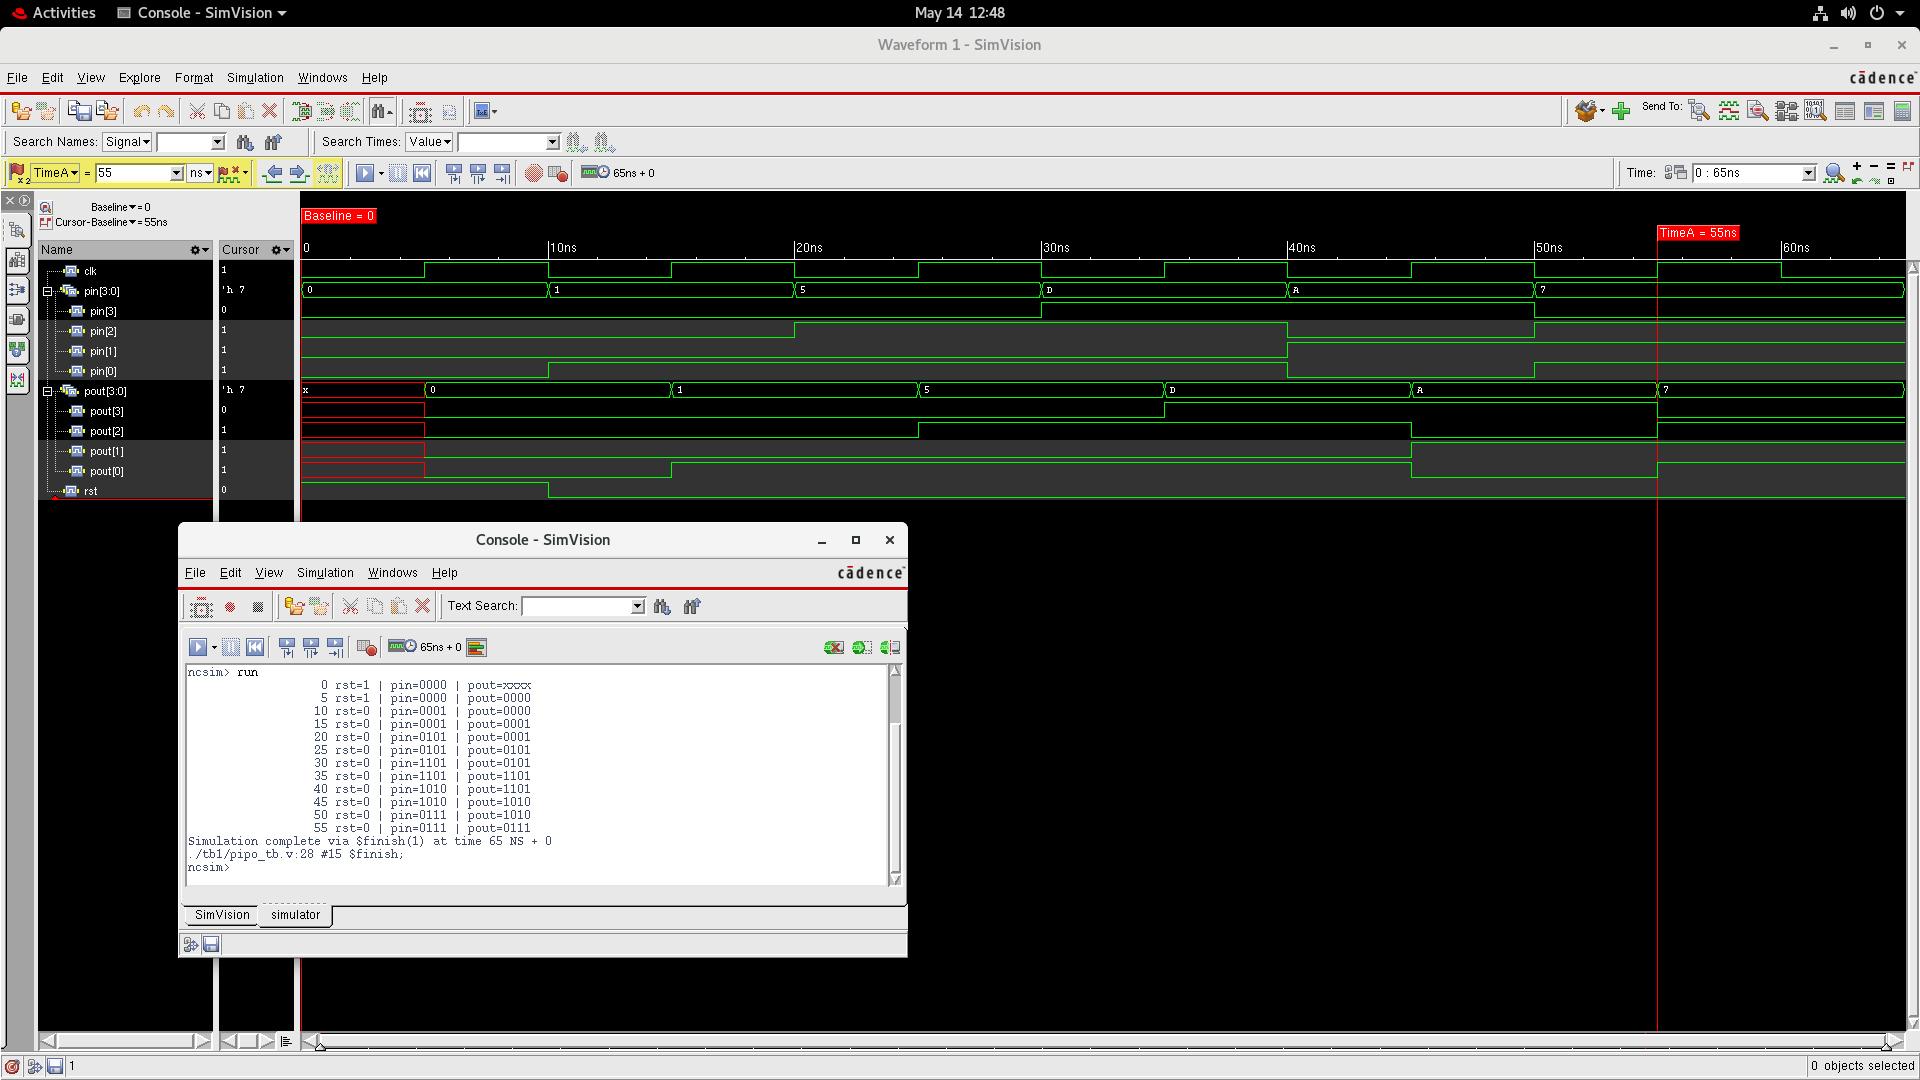 Activities Console - SimVision May 14 12:48
Waveform 1 - SimVision
File Edit View Explore Format Simulation Windows Help cādence
Send To:
Search Names: Signal Search Times: Value
TimeA = 55 ns 65ns + 0 Time: 0 : 65ns
Baseline = 0
Cursor-Baseline = 55ns
Baseline = 0
TimeA = 55ns
Name Cursor 0 10ns 20ns 30ns 40ns 50ns 60ns
clk 1
pin[3:0] 'h 7 0 1 5 D A 7
pin[3] 0
pin[2] 1
pin[1] 1
pin[0] 1
pout[3:0] 'h 7 x 0 1 5 D A 7
pout[3] 0
pout[2] 1
pout[1] 1
pout[0] 1
rst 0
Console - SimVision
File Edit View Simulation Windows Help cādence
Text Search:
65ns + 0
ncsim> run
0 rst=1 | pin=0000 | pout=xxxx
5 rst=1 | pin=0000 | pout=0000
10 rst=0 | pin=0001 | pout=0000
15 rst=0 | pin=0001 | pout=0001
20 rst=0 | pin=0101 | pout=0001
25 rst=0 | pin=0101 | pout=0101
30 rst=0 | pin=1101 | pout=0101
35 rst=0 | pin=1101 | pout=1101
40 rst=0 | pin=1010 | pout=1101
45 rst=0 | pin=1010 | pout=1010
50 rst=0 | pin=0111 | pout=1010
55 rst=0 | pin=0111 | pout=0111
Simulation complete via $finish(1) at time 65 NS + 0
./tb1/pipo_tb.v:28 #15 $finish;
ncsim>
SimVision simulator
1 0 objects selected